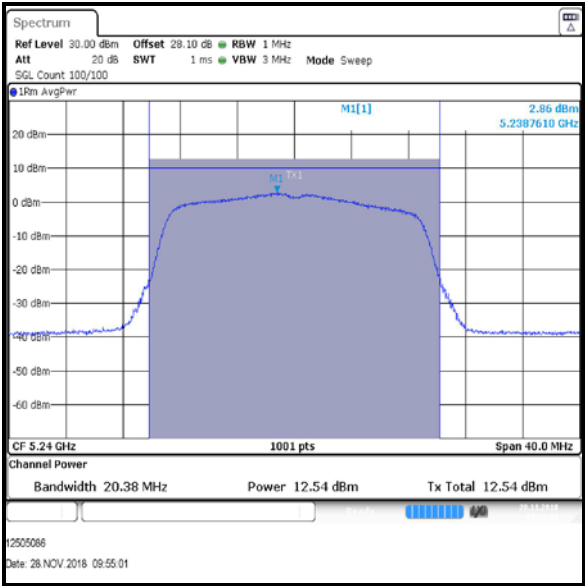 Spectrum
Ref Level 30.00 dBm Offset 28.10 dB RBW 1 MHz
Att 20 dB SWT 1 ms VBW 3 MHz Mode Sweep
SGL Count 100/100
1Rm AvgPwr
M1[1] 2.86 dBm
5.2387610 GHz
20 dBm
10 dBm
M1 Tx1
0 dBm
-10 dBm
-20 dBm
-30 dBm
-40 dBm
-50 dBm
-60 dBm
CF 5.24 GHz 1001 pts Span 40.0 MHz
Channel Power
Bandwidth 20.38 MHz Power 12.54 dBm Tx Total 12.54 dBm
12505086
Date: 28.NOV.2018 09:55:01